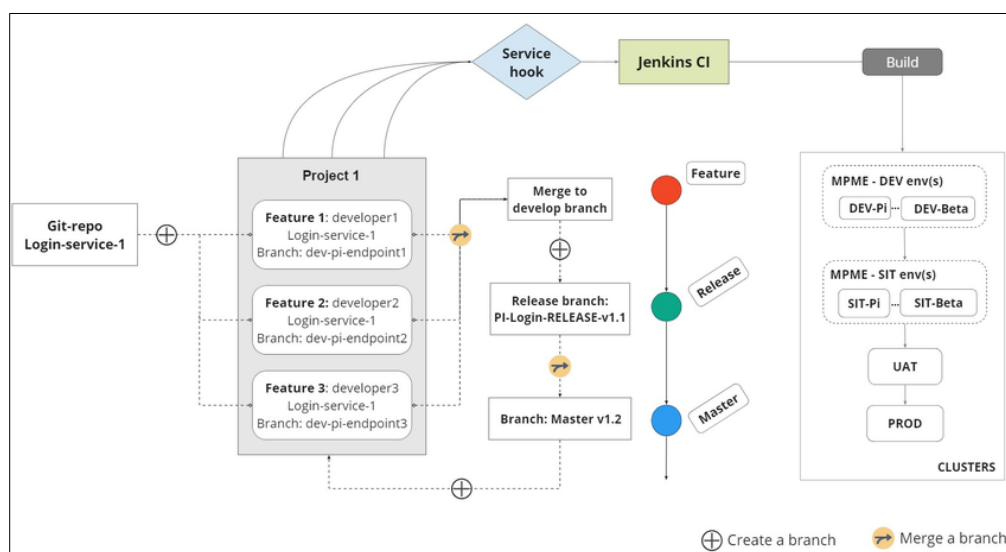 Service
hook
Jenkins CI
Build
Project 1
Git-repo
Login-service-1
Feature 1: developer1
Login-service-1
Branch: dev-pi-endpoint1
Feature 2: developer2
Login-service-1
Branch: dev-pi-endpoint2
Feature 3: developer3
Login-service-1
Branch: dev-pi-endpoint3
Merge to
develop branch
Release branch:
PI-Login-RELEASE-v1.1
Branch: Master v1.2
Feature
Release
Master
MPME - DEV env(s)
DEV-Pi ... DEV-Beta
MPME - SIT env(s)
SIT-Pi ... SIT-Beta
UAT
PROD
CLUSTERS
Create a branch
Merge a branch